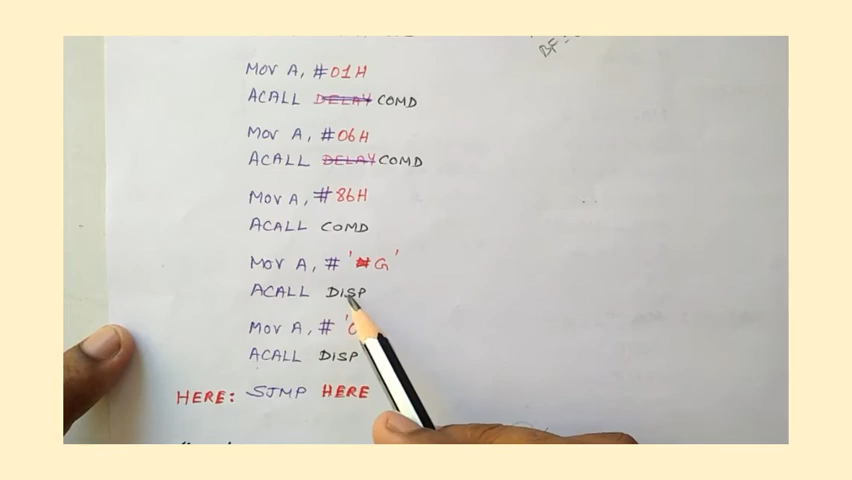 BF =
MOV A, #01H
ACALL DELAY COMD
MOV A, #06H
ACALL DELAY COMD
MOV A, #86H
ACALL COMD
MOV A, # 'G'
ACALL DISP
MOV A, # '
ACALL DISP
HERE: SJMP HERE